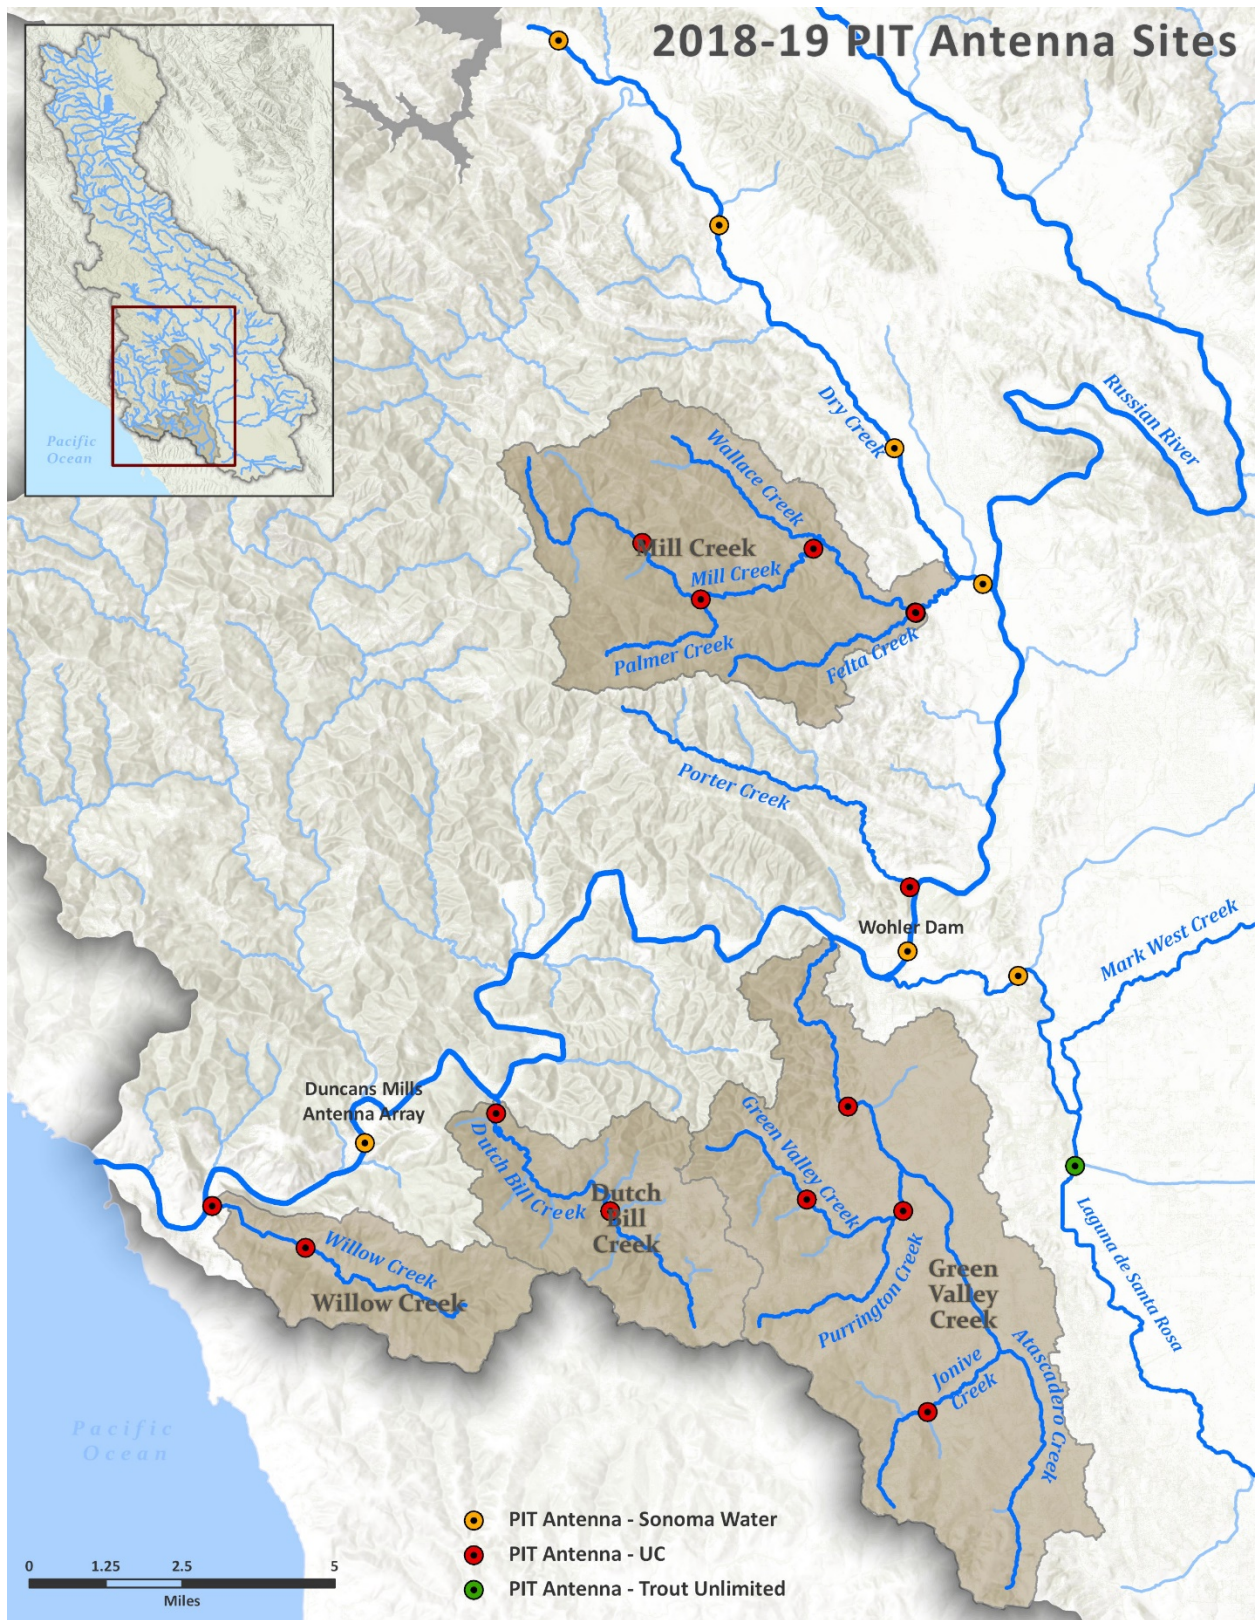 2018-19 PIT Antenna Sites
Pacific
Ocean
Russian River
Dry Creek
Wallace Creek
Mill Creek
Mill Creek
Palmer Creek
Felta Creek
Porter Creek
Wohler Dam
Mark West Creek
Duncans Mills
Antenna Array
Dutch Bill Creek
Dutch
Bill
Creek
Green Valley Creek
Willow Creek
Willow Creek
Purrington Creek
Green
Valley
Creek
Laguna de Santa Rosa
Jonive
Creek
Atascadero Creek
Pacific
Ocean
PIT Antenna - Sonoma Water
PIT Antenna - UC
PIT Antenna - Trout Unlimited
0 1.25 2.5 5
Miles